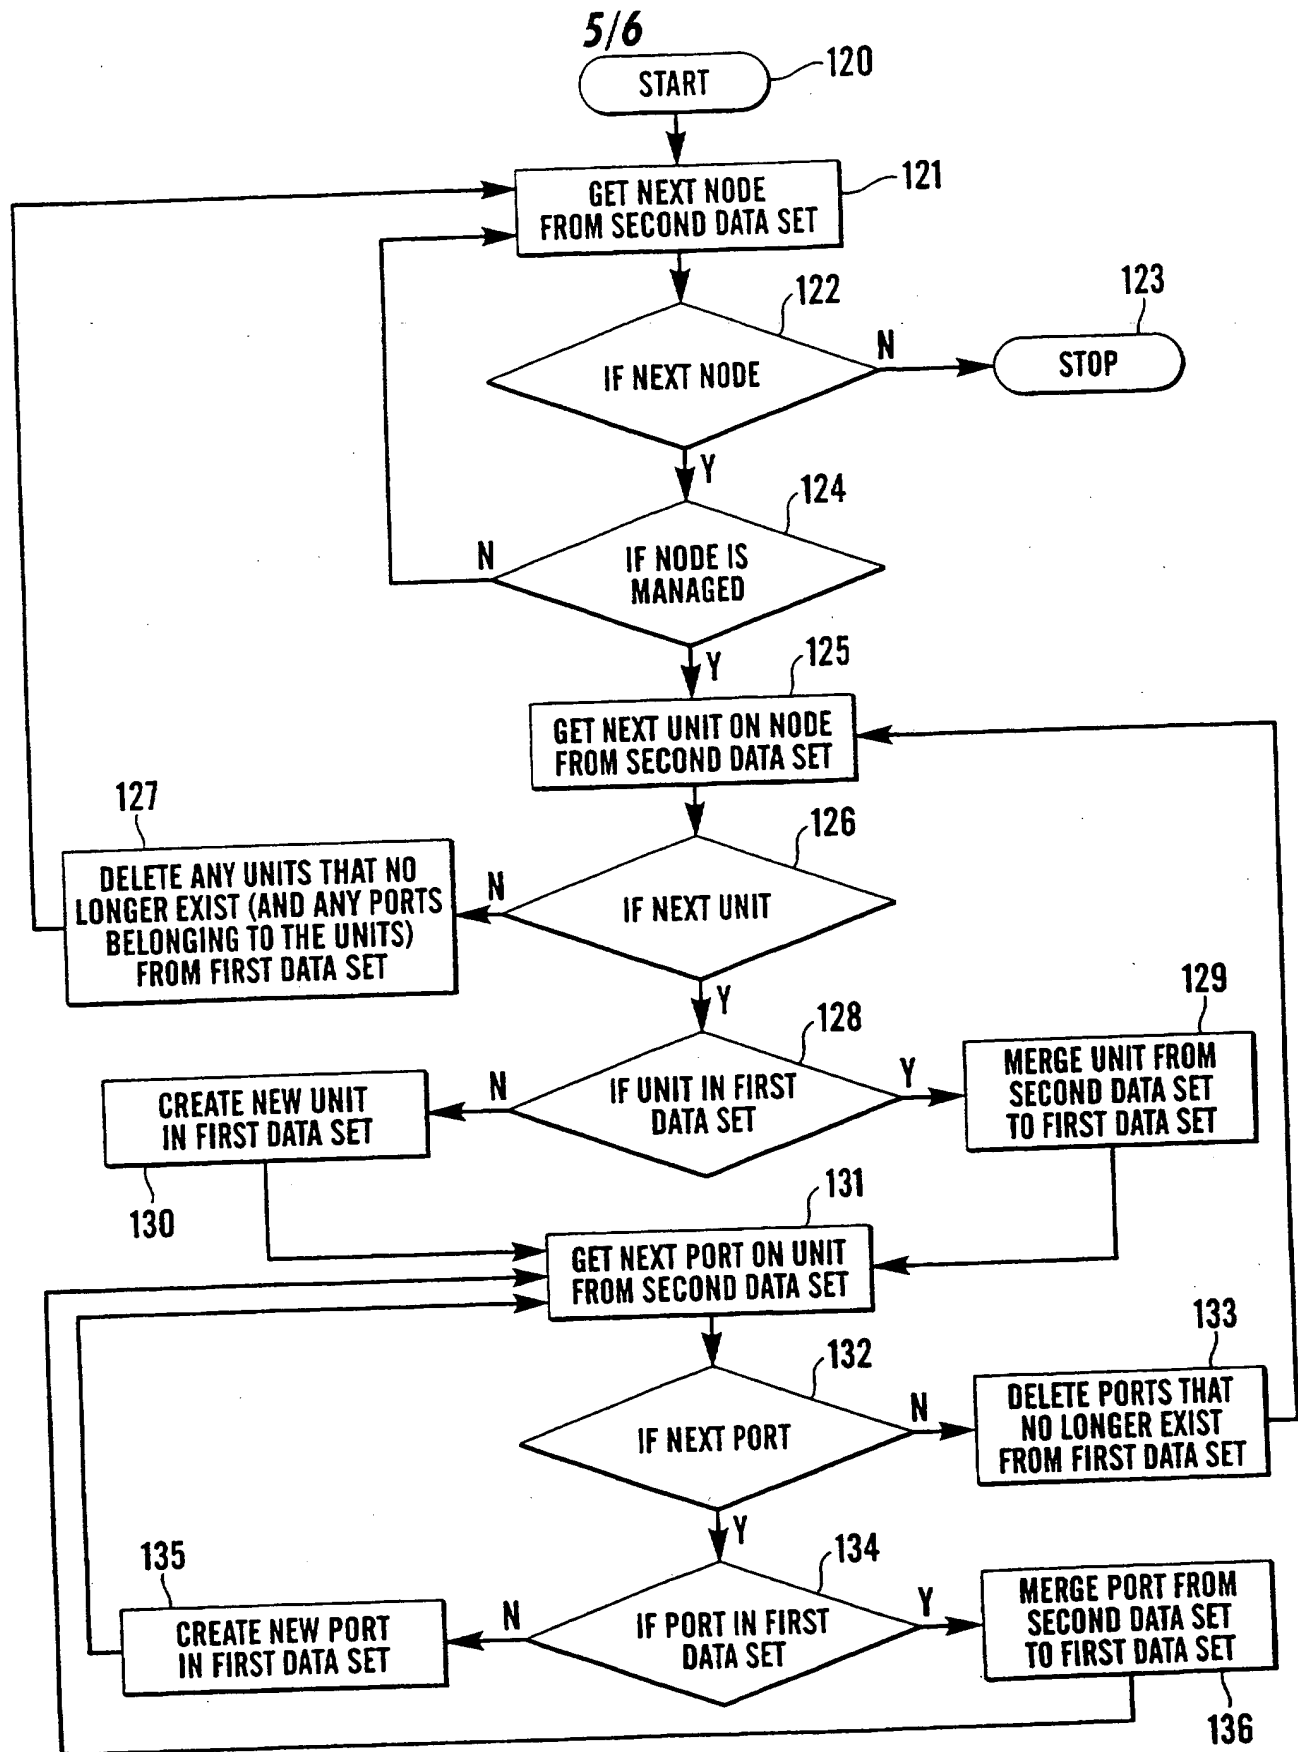 5/6
START
120
GET NEXT NODE
FROM SECOND DATA SET
121
122
IF NEXT NODE
N
123
STOP
Y
124
IF NODE IS
MANAGED
N
Y
125
GET NEXT UNIT ON NODE
FROM SECOND DATA SET
126
IF NEXT UNIT
N
127
DELETE ANY UNITS THAT NO
LONGER EXIST (AND ANY PORTS
BELONGING TO THE UNITS)
FROM FIRST DATA SET
Y
128
IF UNIT IN FIRST
DATA SET
Y
129
MERGE UNIT FROM
SECOND DATA SET
TO FIRST DATA SET
N
CREATE NEW UNIT
IN FIRST DATA SET
130
131
GET NEXT PORT ON UNIT
FROM SECOND DATA SET
132
IF NEXT PORT
N
133
DELETE PORTS THAT
NO LONGER EXIST
FROM FIRST DATA SET
Y
134
IF PORT IN FIRST
DATA SET
N
135
CREATE NEW PORT
IN FIRST DATA SET
Y
MERGE PORT FROM
SECOND DATA SET
TO FIRST DATA SET
136